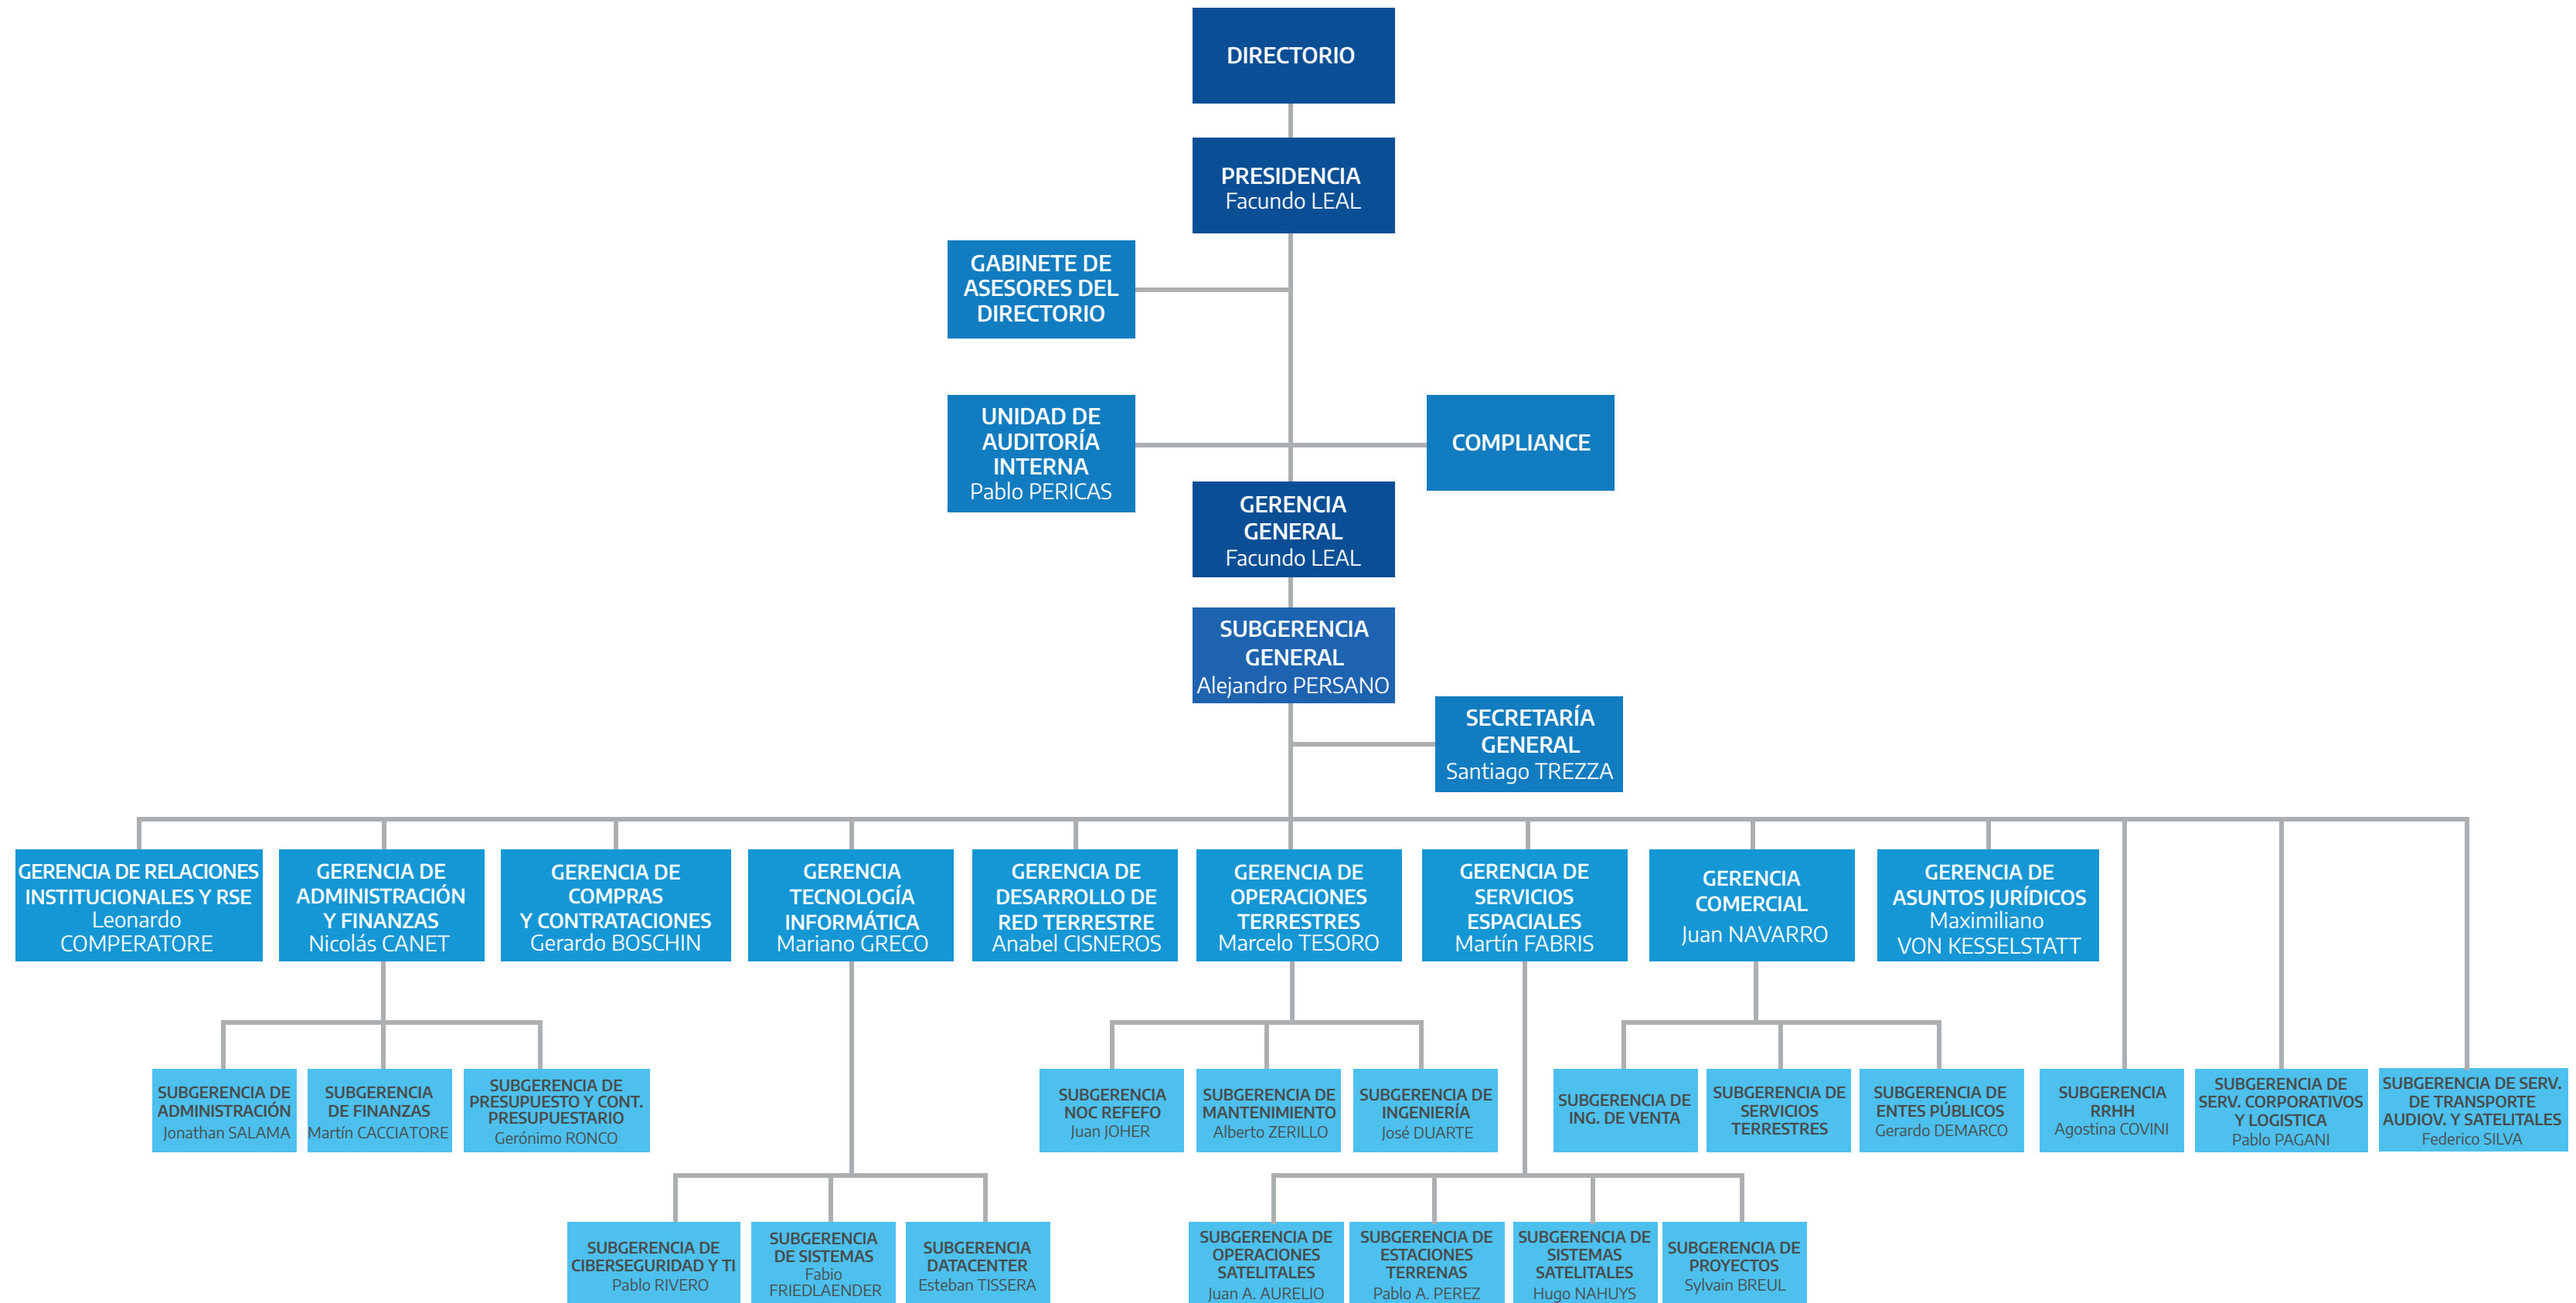 DIRECTORIO
PRESIDENCIA
Facundo LEAL
GABINETE DE
ASESORES DEL
DIRECTORIO
UNIDAD DE
AUDITORÍA
INTERNA
Pablo PERICAS
COMPLIANCE
GERENCIA
GENERAL
Facundo LEAL
SUBGERENCIA
GENERAL
Alejandro PERSANO
SECRETARÍA
GENERAL
Santiago TREZZA
GERENCIA DE RELACIONES
INSTITUCIONALES Y RSE
Leonardo
COMPERATORE
GERENCIA DE
ADMINISTRACIÓN
Y FINANZAS
Nicolás CANET
GERENCIA DE
COMPRAS
Y CONTRATACIONES
Gerardo BOSCHIN
GERENCIA
TECNOLOGÍA
INFORMÁTICA
Mariano GRECO
GERENCIA DE
DESARROLLO DE
RED TERRESTRE
Anabel CISNEROS
GERENCIA DE
OPERACIONES
TERRESTRES
Marcelo TESORO
GERENCIA DE
SERVICIOS
ESPACIALES
Martín FABRIS
GERENCIA
COMERCIAL
Juan NAVARRO
GERENCIA DE
ASUNTOS JURÍDICOS
Maximiliano
VON KESSELSTATT
SUBGERENCIA DE
ADMINISTRACIÓN
Jonathan SALAMA
SUBGERENCIA
DE FINANZAS
Martín CACCIATORE
SUBGERENCIA DE
PRESUPUESTO Y CONT.
PRESUPUESTARIO
Gerónimo RONCO
SUBGERENCIA
NOC REFEFO
Juan JOHER
SUBGERENCIA DE
MANTENIMIENTO
Alberto ZERILLO
SUBGERENCIA DE
INGENIERÍA
José DUARTE
SUBGERENCIA DE
ING. DE VENTA
SUBGERENCIA DE
SERVICIOS
TERRESTRES
SUBGERENCIA DE
ENTES PÚBLICOS
Gerardo DEMARCO
SUBGERENCIA
RRHH
Agostina COVINI
SUBGERENCIA DE
SERV. CORPORATIVOS
Y LOGISTICA
Pablo PAGANI
SUBGERENCIA DE SERV.
DE TRANSPORTE
AUDIOV. Y SATELITALES
Federico SILVA
SUBGERENCIA DE
CIBERSEGURIDAD Y TI
Pablo RIVERO
SUBGERENCIA
DE SISTEMAS
Fabio
FRIEDLAENDER
SUBGERENCIA
DATACENTER
Esteban TISSERA
SUBGERENCIA DE
OPERACIONES
SATELITALES
Juan A. AURELIO
SUBGERENCIA DE
ESTACIONES
TERRENAS
Pablo A. PEREZ
SUBGERENCIA DE
SISTEMAS
SATELITALES
Hugo NAHUYS
SUBGERENCIA DE
PROYECTOS
Sylvain BREUL